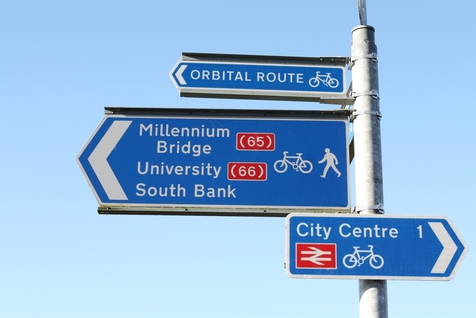 ORBITAL ROUTE
Millennium
Bridge (65)
University (66)
South Bank
City Centre 1